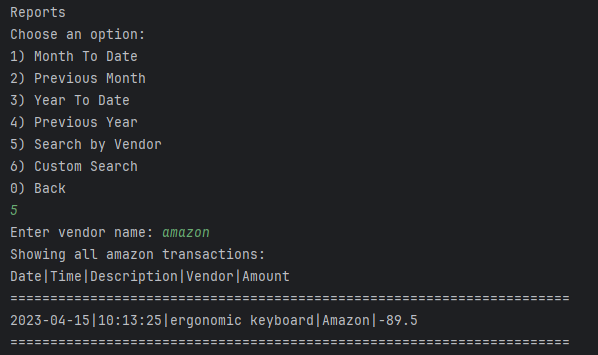 Reports
Choose an option:
1) Month To Date
2) Previous Month
3) Year To Date
4) Previous Year
5) Search by Vendor
6) Custom Search
0) Back
5
Enter vendor name: amazon
Showing all amazon transactions:
Date|Time|Description|Vendor|Amount
======================================================================
2023-04-15|10:13:25|ergonomic keyboard|Amazon|-89.5
======================================================================